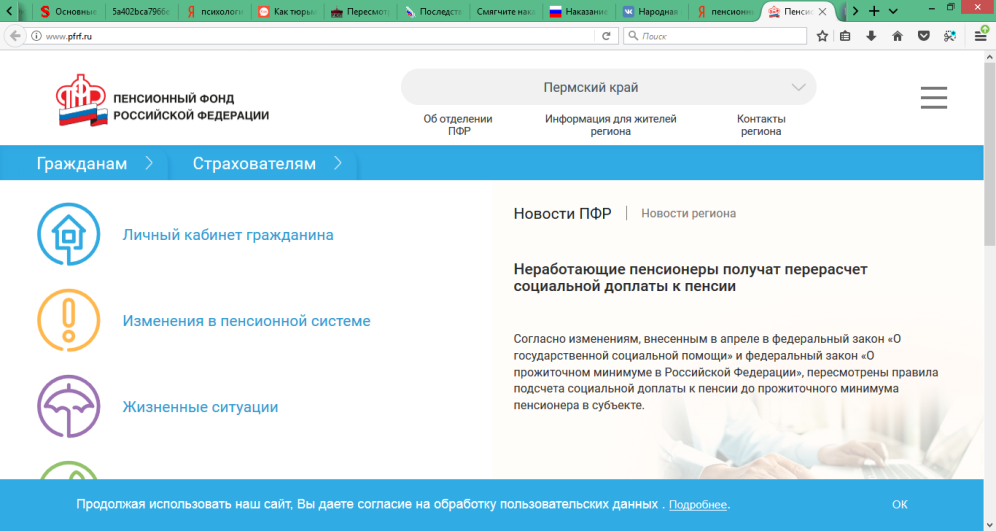 Основные
5a402bca7966
психологи
Как тюрьм
Пересмот
Последст
Смягчите нака
Наказание
Народная
пенсионн
Пенси
www.pfrf.ru
Поиск
ПЕНСИОННЫЙ ФОНД
РОССИЙСКОЙ ФЕДЕРАЦИИ
Пермский край
Об отделении
ПФР
Информация для жителей
региона
Контакты
региона
Гражданам
Страхователям
Личный кабинет гражданина
Изменения в пенсионной системе
Жизненные ситуации
Новости ПФР
Новости региона
Неработающие пенсионеры получат перерасчет
социальной доплаты к пенсии
Согласно изменениям, внесенным в апреле в федеральный закон «О
государственной социальной помощи» и федеральный закон «О
прожиточном минимуме в Российской Федерации», пересмотрены правила
подсчета социальной доплаты к пенсии до прожиточного минимума
пенсионера в субъекте.
Продолжая использовать наш сайт, Вы даете согласие на обработку пользовательских данных . Подробнее.
OK